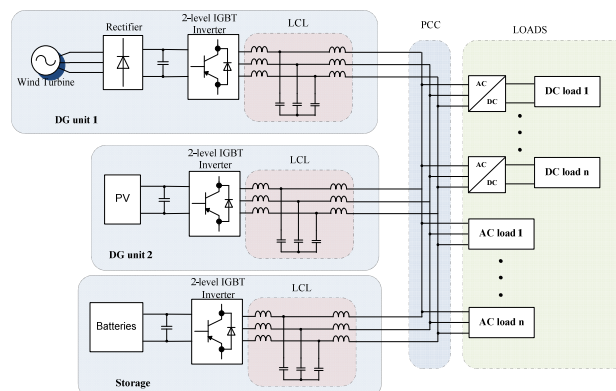 2-level IGBT
Inverter
LCL
PCC
LOADS
Rectifier
Wind Turbine
DG unit 1
AC
DC
DC load 1
2-level IGBT
Inverter
LCL
AC
DC
DC load n
PV
DG unit 2
AC load 1
2-level IGBT
Inverter
LCL
Batteries
AC load n
Storage